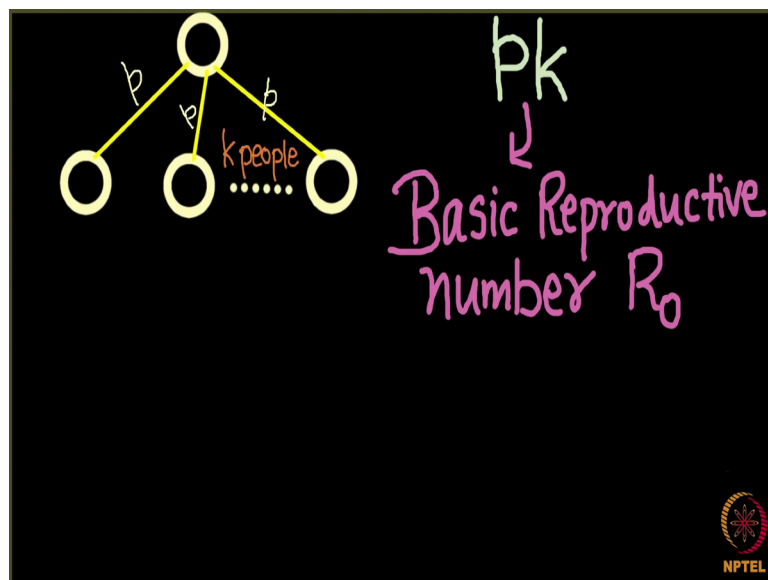 p
p
p
k people
pk
Basic Reproductive
number R₀
NPTEL